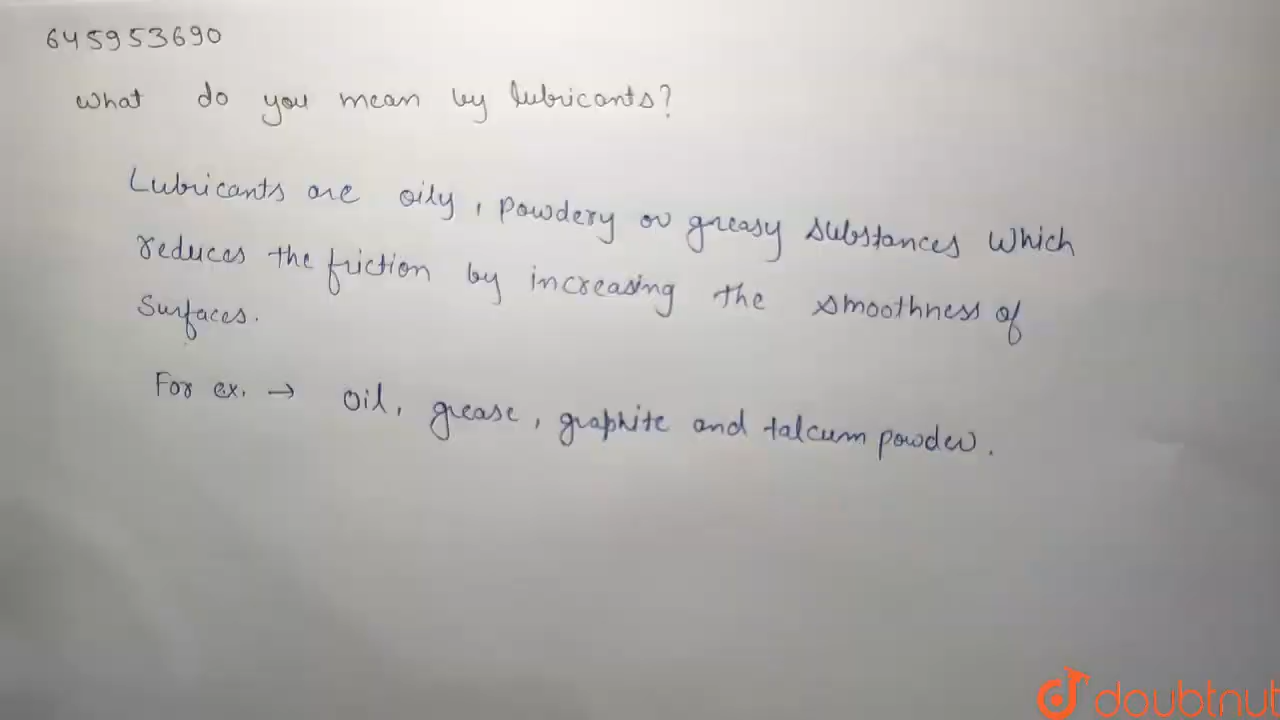 645953690
What do you mean by lubricants?
Lubricants are oily, powdery or greasy substances which
reduces the friction by increasing the smoothness of
surfaces.
For ex. → oil, grease, graphite and talcum powder.
doubtnut